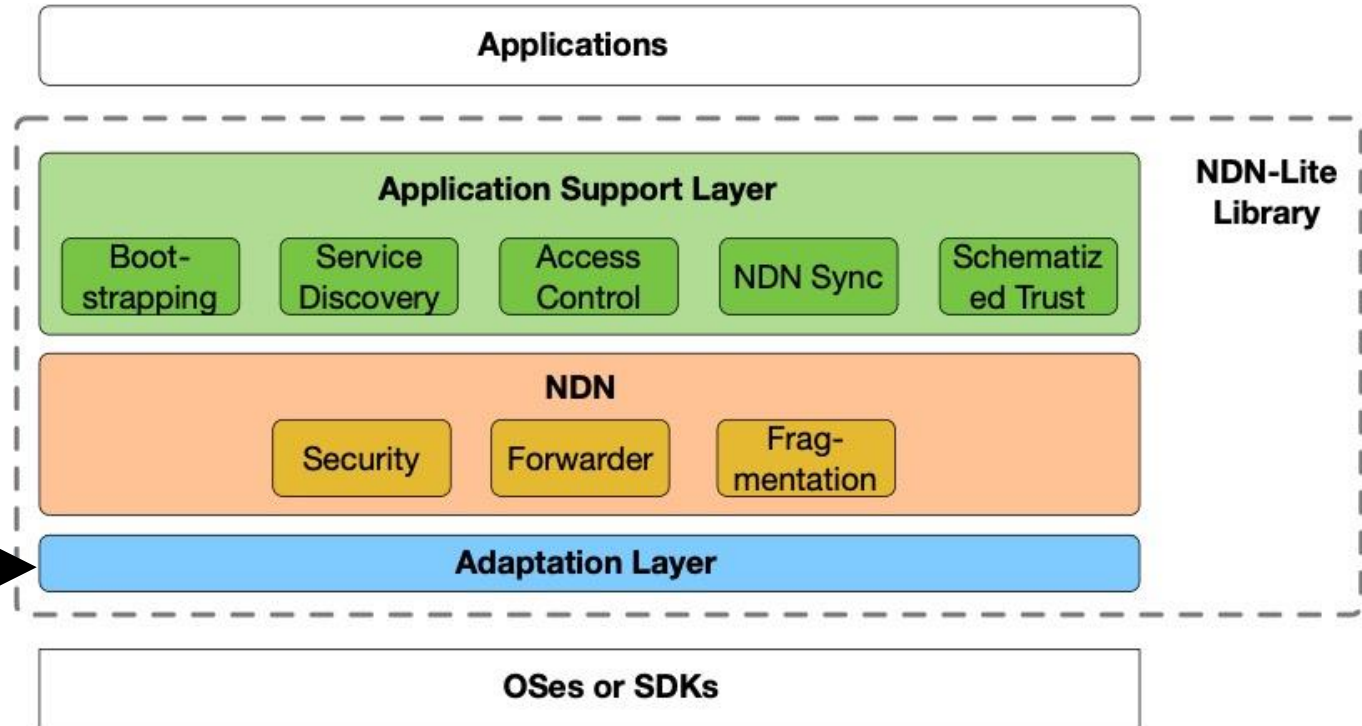 Applications
NDN-Lite
Library
Application Support Layer
Boot-
strapping
Service
Discovery
Access
Control
NDN Sync
Schematiz
ed Trust
NDN
Security
Forwarder
Frag-
mentation
Adaptation Layer
OSes or SDKs